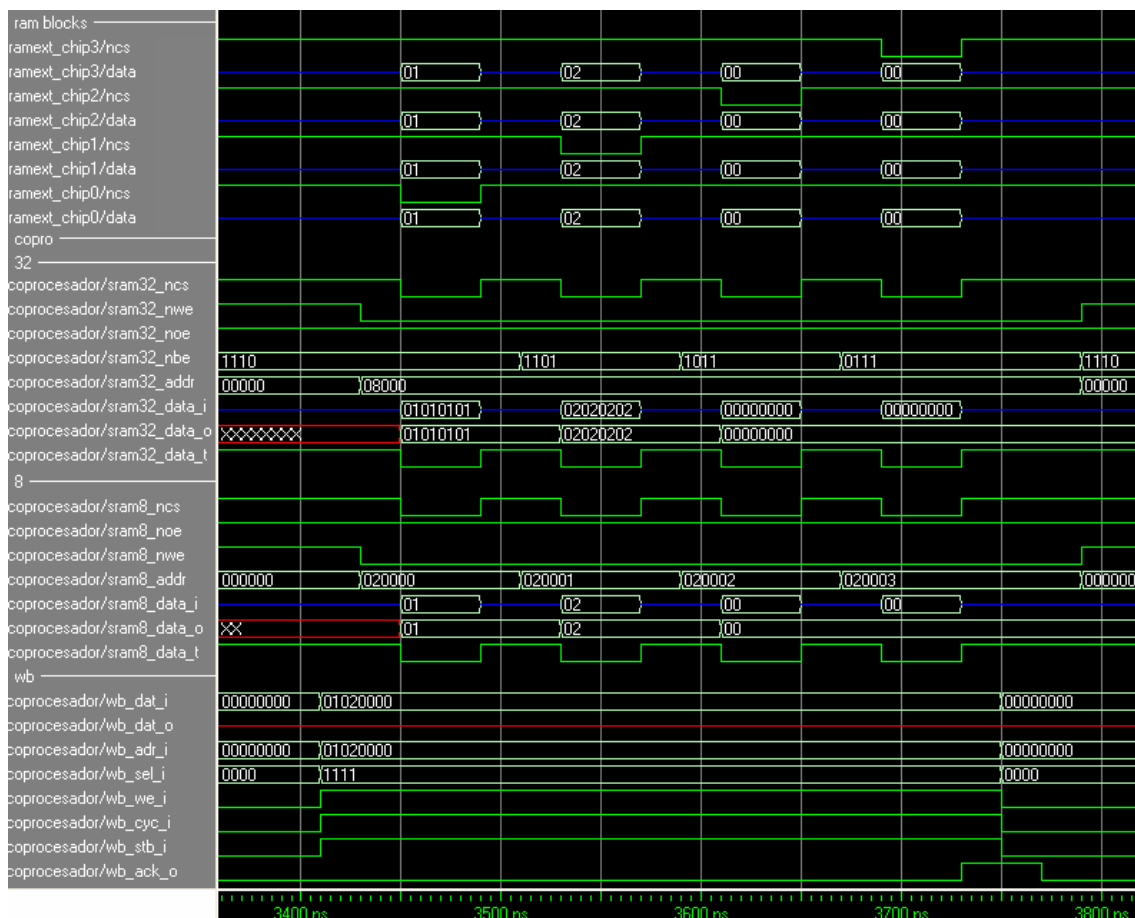 ram blocks
ramext_chip3/ncs
ramext_chip3/data 01 02 00 00
ramext_chip2/ncs
ramext_chip2/data 01 02 00 00
ramext_chip1/ncs
ramext_chip1/data 01 02 00 00
ramext_chip0/ncs
ramext_chip0/data 01 02 00 00
copro
32
coprocesador/sram32_ncs
coprocesador/sram32_nwe
coprocesador/sram32_noe
coprocesador/sram32_nbe 1110 1101 1011 0111 1110
coprocesador/sram32_addr 00000 08000 00000
coprocesador/sram32_data_i 01010101 02020202 00000000 00000000
coprocesador/sram32_data_o XXXXXXXX 01010101 02020202 00000000
coprocesador/sram32_data_t
8
coprocesador/sram8_ncs
coprocesador/sram8_noe
coprocesador/sram8_nwe
coprocesador/sram8_addr 000000 020000 020001 020002 020003 000000
coprocesador/sram8_data_i 01 02 00 00
coprocesador/sram8_data_o XX 01 02 00
coprocesador/sram8_data_t
wb
coprocesador/wb_dat_i 00000000 01020000 00000000
coprocesador/wb_dat_o
coprocesador/wb_adr_i 00000000 01020000 00000000
coprocesador/wb_sel_i 0000 1111 0000
coprocesador/wb_we_i
coprocesador/wb_cyc_i
coprocesador/wb_stb_i
coprocesador/wb_ack_o
3400 ns 3500 ns 3600 ns 3700 ns 3800 ns